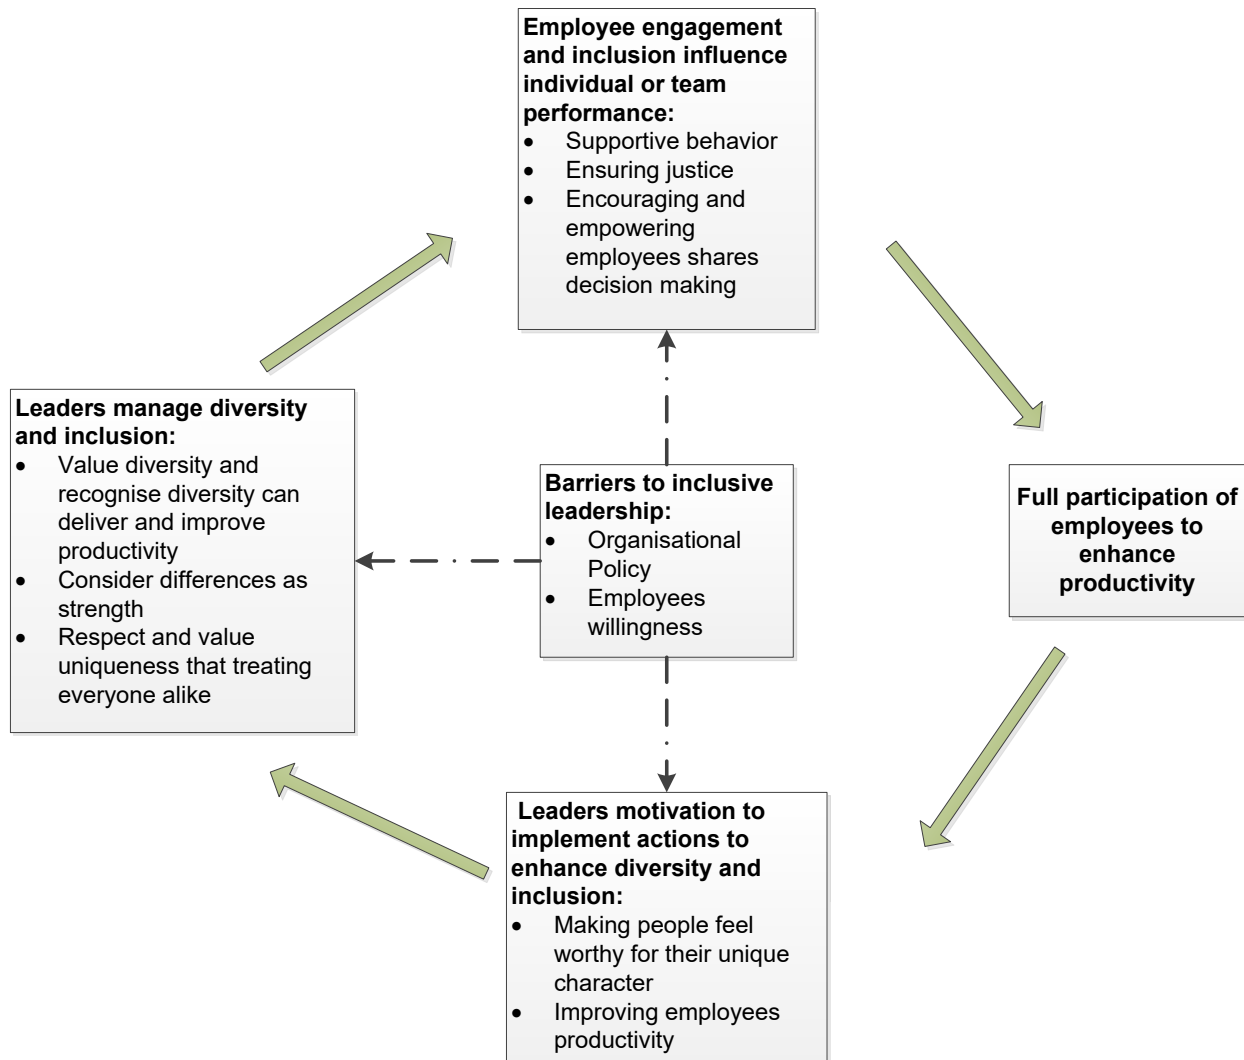 Employee engagement
and inclusion influence
individual or team
performance:
• Supportive behavior
• Ensuring justice
• Encouraging and
empowering
employees shares
decision making
Leaders manage diversity
and inclusion:
• Value diversity and
recognise diversity can
deliver and improve
productivity
• Consider differences as
strength
• Respect and value
uniqueness that treating
everyone alike
Barriers to inclusive
leadership:
• Organisational
Policy
• Employees
willingness
Full participation of
employees to
enhance
productivity
Leaders motivation to
implement actions to
enhance diversity and
inclusion:
• Making people feel
worthy for their unique
character
• Improving employees
productivity